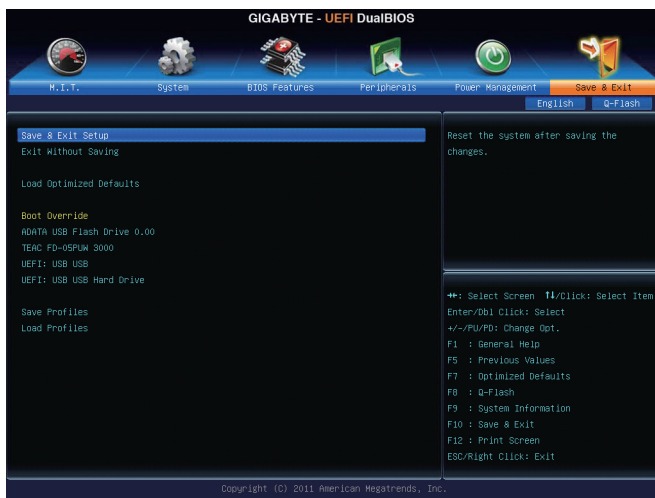 GIGABYTE - UEFI DualBIOS
M.I.T. System BIOS Features Peripherals Power Management Save & Exit
English Q-Flash
Save & Exit Setup
Exit Without Saving
Load Optimized Defaults
Boot Override
ADATA USB Flash Drive 0.00
TEAC FD-05PUW 3000
UEFI: USB USB
UEFI: USB USB Hard Drive
Save Profiles
Load Profiles
Reset the system after saving the
changes.
→←: Select Screen ↑↓/Click: Select Item
Enter/Dbl Click: Select
+/-/PU/PD: Change Opt.
F1 : General Help
F5 : Previous Values
F7 : Optimized Defaults
F8 : Q-Flash
F9 : System Information
F10 : Save & Exit
F12 : Print Screen
ESC/Right Click: Exit
Copyright (C) 2011 American Megatrends, Inc.